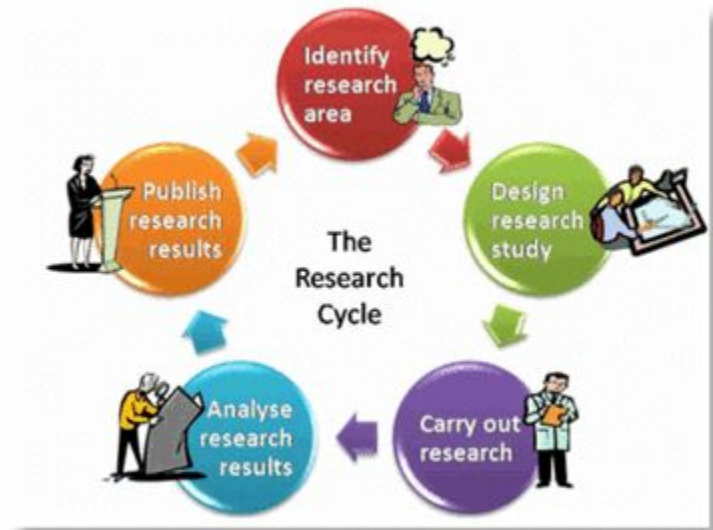 Identify
research
area
Design
research
study
Carry out
research
Analyse
research
results
Publish
research
results
The
Research
Cycle